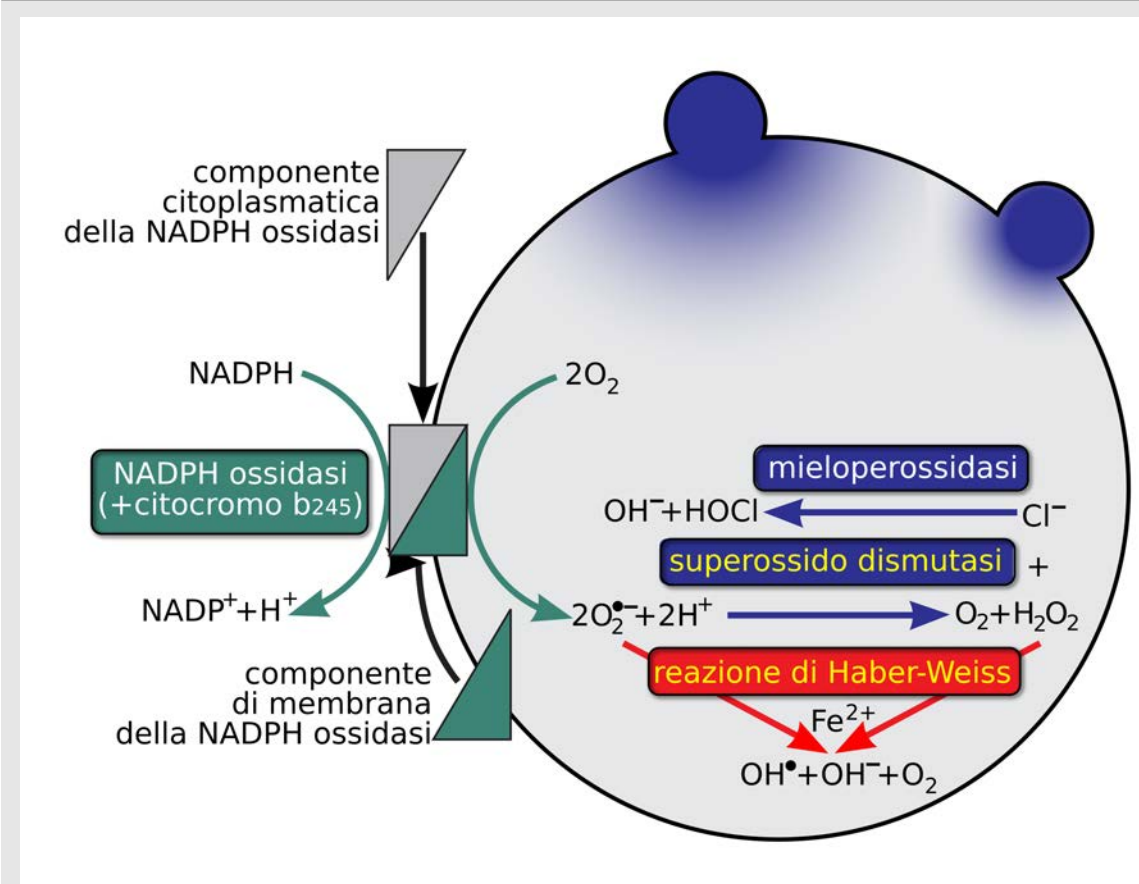 componente
citoplasmatica
della NADPH ossidasi
NADPH
2O₂
NADPH ossidasi
(+citocromo b245)
mieloperossidasi
OH⁻+HOCl
Cl⁻
superossido dismutasi
+
NADP⁺+H⁺
2O₂•⁻+2H⁺
O₂+H₂O₂
reazione di Haber-Weiss
componente
di membrana
della NADPH ossidasi
Fe²⁺
OH•+OH⁻+O₂